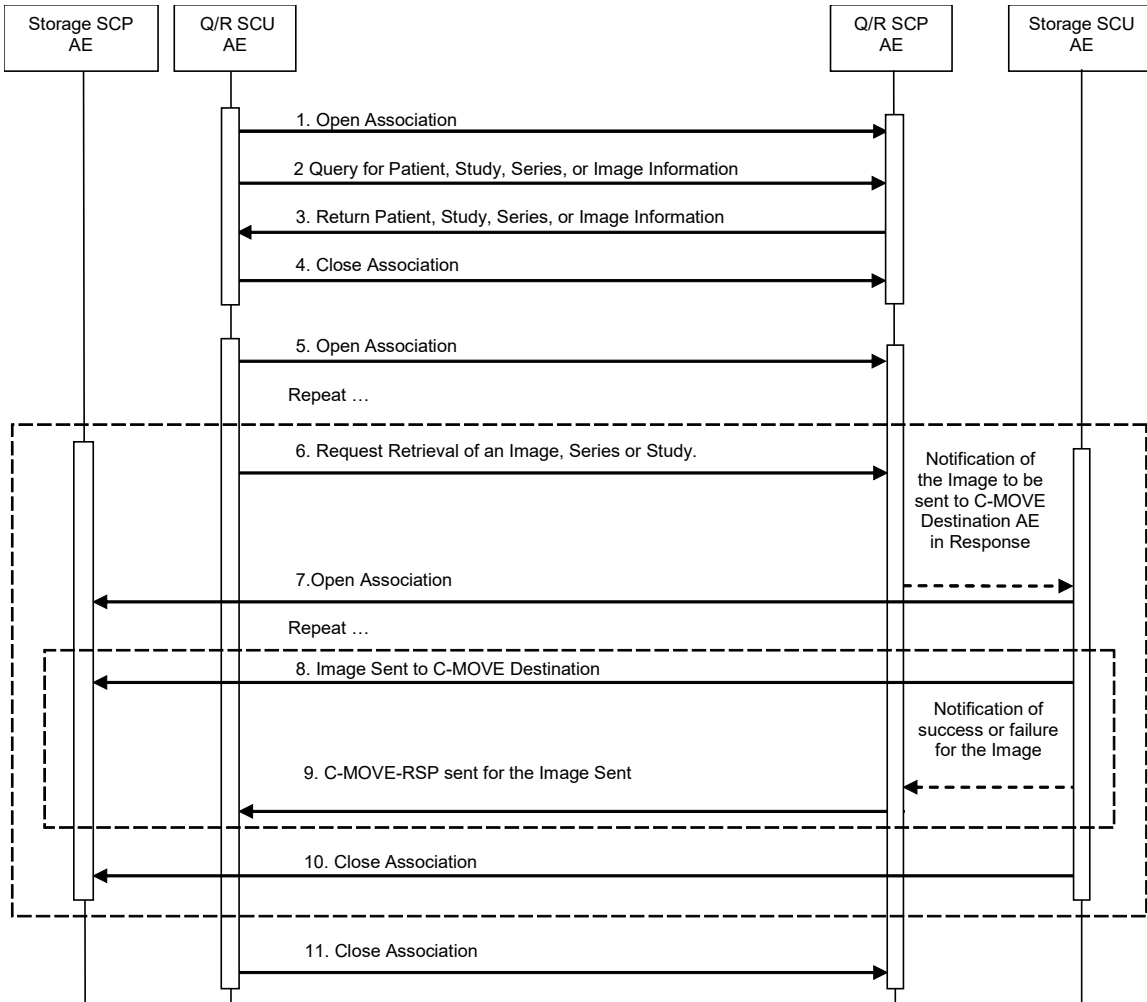 Storage SCP
AE
Q/R SCU
AE
Q/R SCP
AE
Storage SCU
AE
1. Open Association
2 Query for Patient, Study, Series, or Image Information
3. Return Patient, Study, Series, or Image Information
4. Close Association
5. Open Association
Repeat …
6. Request Retrieval of an Image, Series or Study.
Notification of
the Image to be
sent to C-MOVE
Destination AE
in Response
7.Open Association
Repeat …
8. Image Sent to C-MOVE Destination
Notification of
success or failure
for the Image
9. C-MOVE-RSP sent for the Image Sent
10. Close Association
11. Close Association